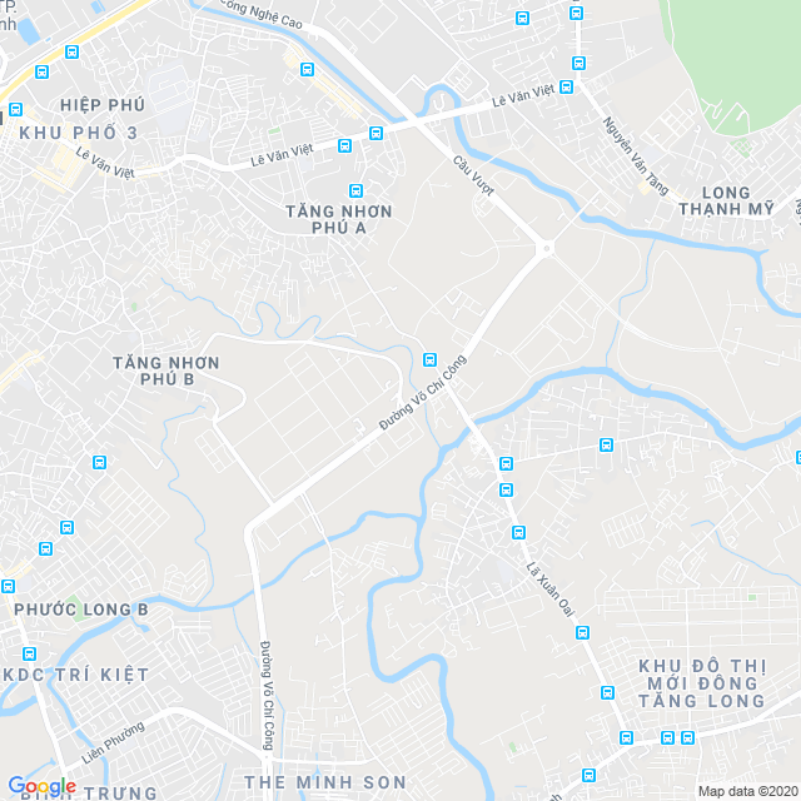 TP.
Công Nghệ Cao
HIỆP PHÚ
KHU PHỐ 3
Lê Văn Việt
Lê Văn Việt
Lê Văn Việt
Cầu Vượt
Nguyễn Văn Tăng
LONG
THẠNH MỸ
TĂNG NHƠN
PHÚ A
TĂNG NHƠN
PHÚ B
Đường Võ Chí Công
Lã Xuân Oai
PHƯỚC LONG B
KDC TRÍ KIỆT
Đường Võ Chí Công
KHU ĐÔ THỊ
MỚI ĐÔNG
TĂNG LONG
Liên Phường
THE MINH SON
TRUNG
Google
Map data ©2020